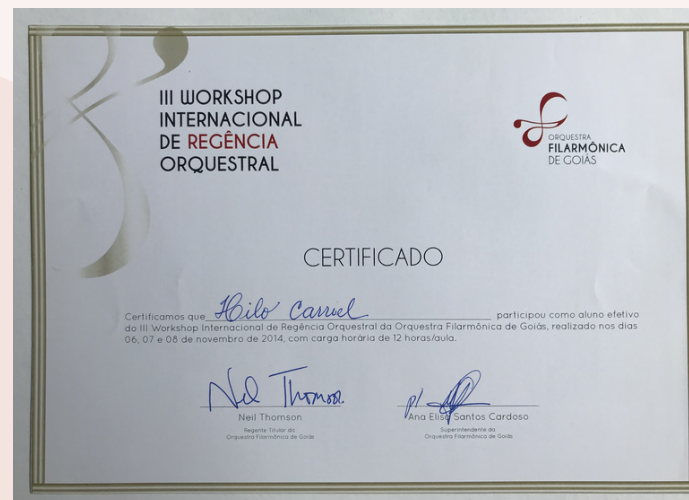 III WORKSHOP
INTERNACIONAL
DE REGÊNCIA
ORQUESTRAL
ORQUESTRA
FILARMÔNICA
DE GOIÁS
CERTIFICADO
Certificamos que Hilo Carriel participou como aluno efetivo
do III Workshop Internacional de Regência Orquestral da Orquestra Filarmônica de Goiás, realizado nos dias
06, 07 e 08 de novembro de 2014, com carga horária de 12 horas/aula.
Neil Thomson
p/
Neil Thomson
Ana Elisa Santos Cardoso
Regente Titular da
Orquestra Filarmônica de Goiás
Superintendente da
Orquestra Filarmônica de Goiás